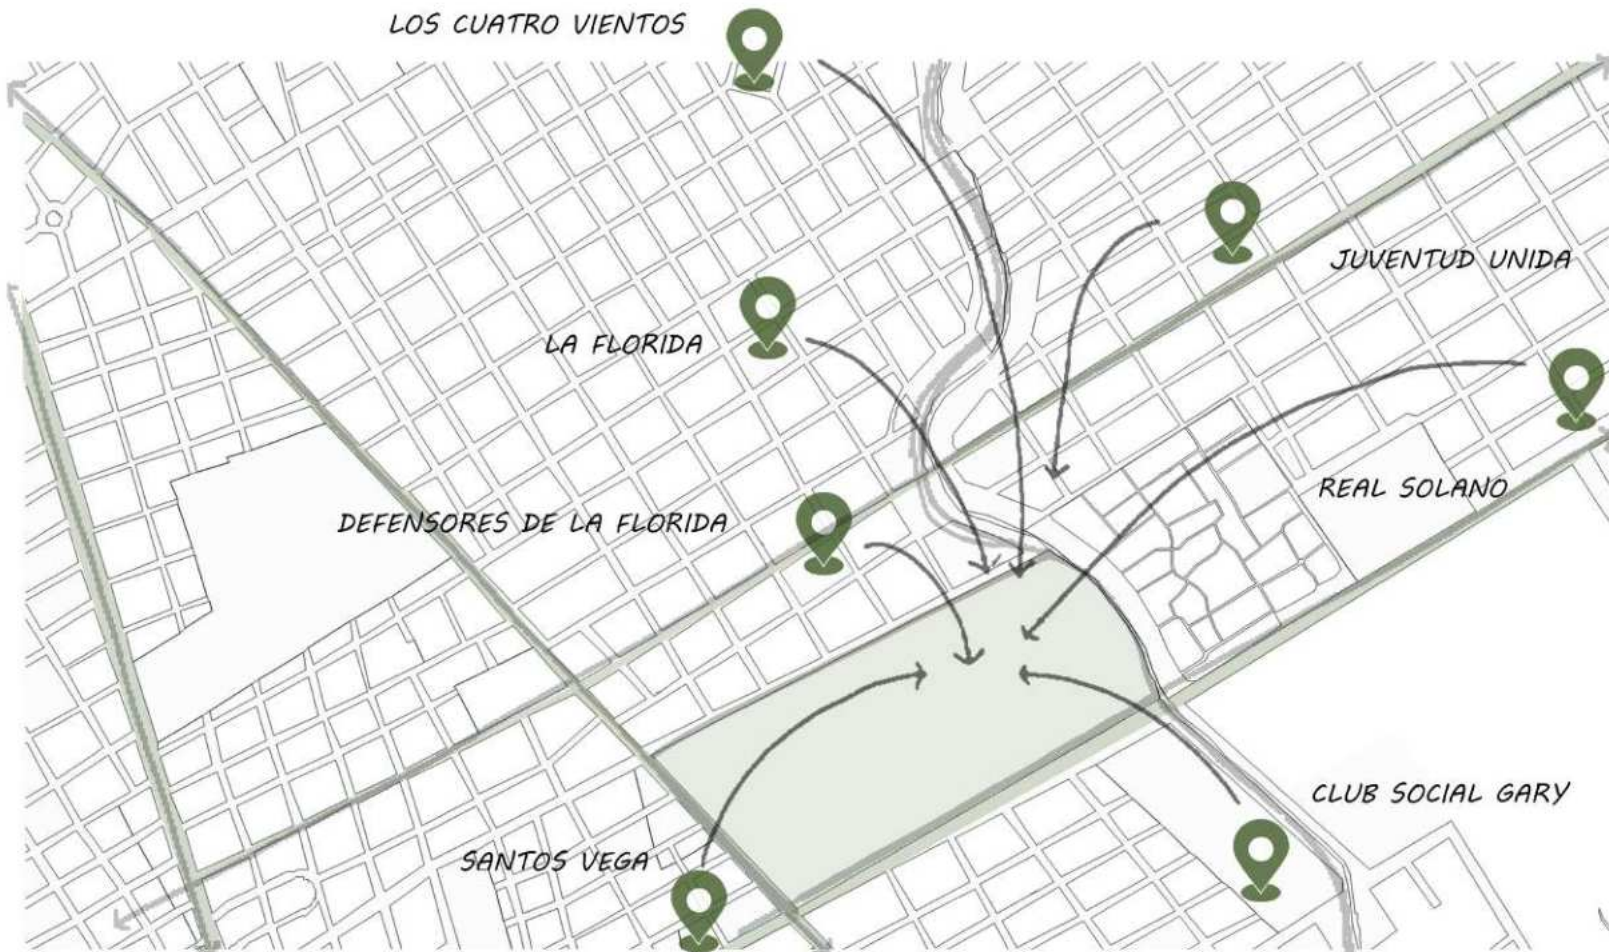 LOS CUATRO VIENTOS
JUVENTUD UNIDA
LA FLORIDA
REAL SOLANO
DEFENSORES DE LA FLORIDA
CLUB SOCIAL GARY
SANTOS VEGA